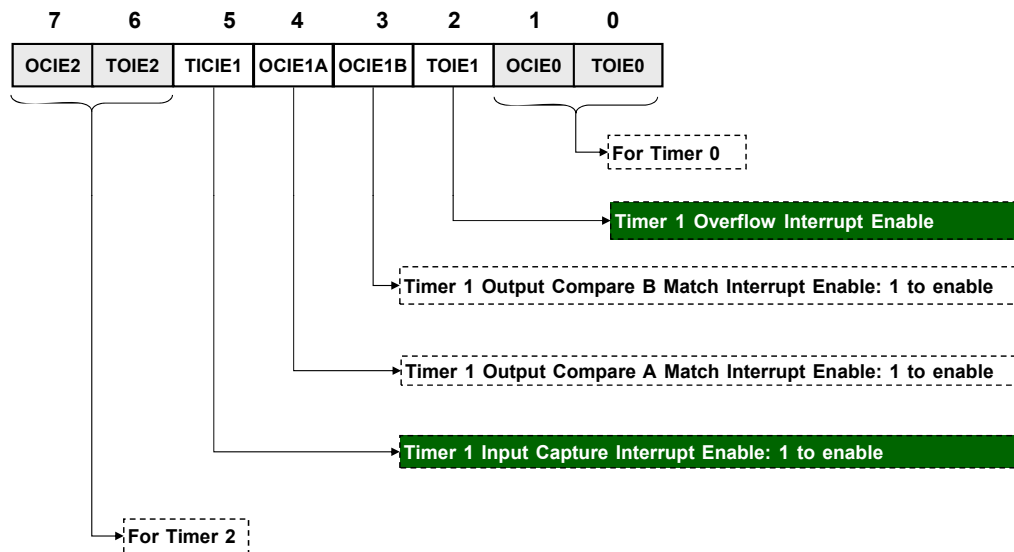 7 6 5 4 3 2 1 0
OCIE2 TOIE2 TICIE1 OCIE1A OCIE1B TOIE1 OCIE0 TOIE0
For Timer 0
Timer 1 Overflow Interrupt Enable
Timer 1 Output Compare B Match Interrupt Enable: 1 to enable
Timer 1 Output Compare A Match Interrupt Enable: 1 to enable
Timer 1 Input Capture Interrupt Enable: 1 to enable
For Timer 2